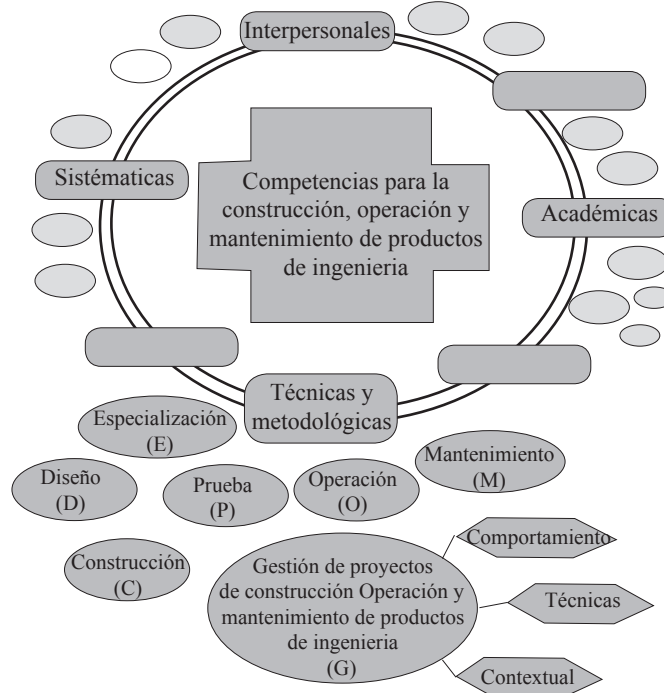 Interpersonales
Sistématicas
Competencias para la
construcción, operación y
mantenimiento de productos
de ingenieria
Académicas
Técnicas y
metodológicas
Especialización
(E)
Mantenimiento
(M)
Diseño
(D)
Prueba
(P)
Operación
(O)
Construcción
(C)
Gestión de proyectos
de construcción Operación y
mantenimiento de productos
de ingenieria
(G)
Comportamiento
Técnicas
Contextual